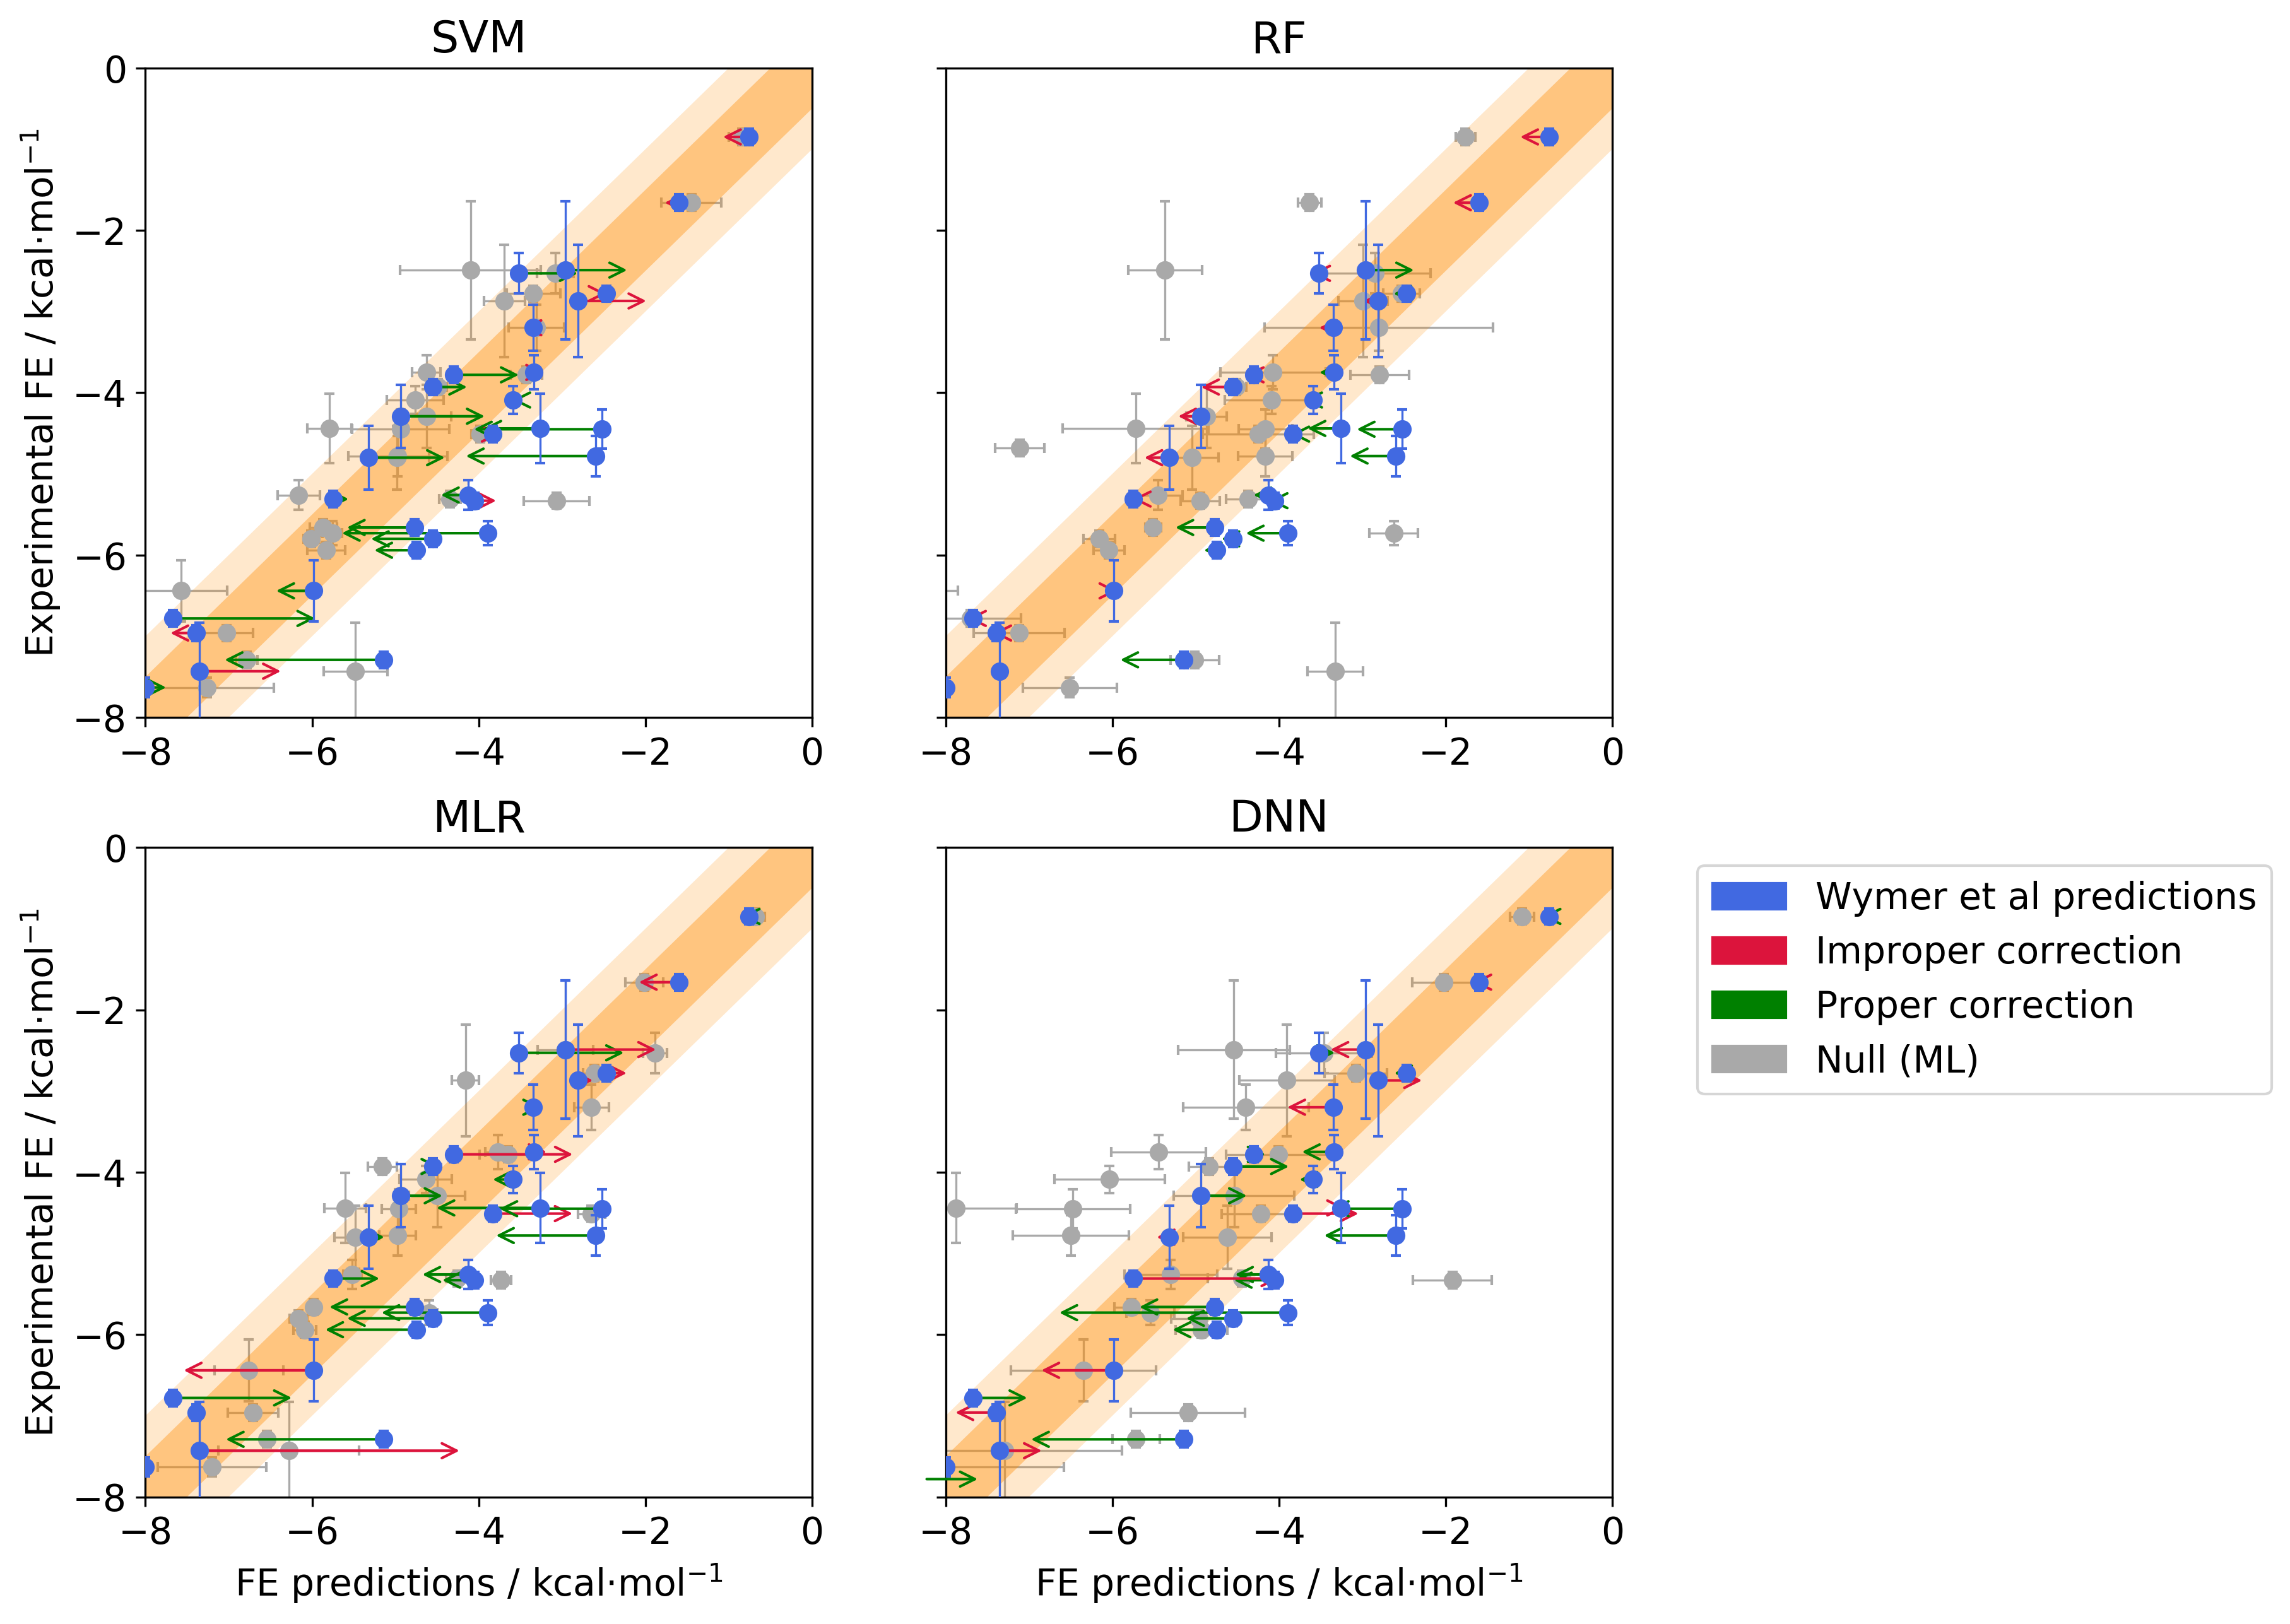 SVM
RF
0
−2
−4
−6
−8
Experimental FE / kcal·mol⁻¹
−8 −6 −4 −2 0
−8 −6 −4 −2 0
MLR
DNN
0
−2
−4
−6
−8
Experimental FE / kcal·mol⁻¹
−8 −6 −4 −2 0
−8 −6 −4 −2 0
FE predictions / kcal·mol⁻¹
FE predictions / kcal·mol⁻¹
Wymer et al predictions
Improper correction
Proper correction
Null (ML)